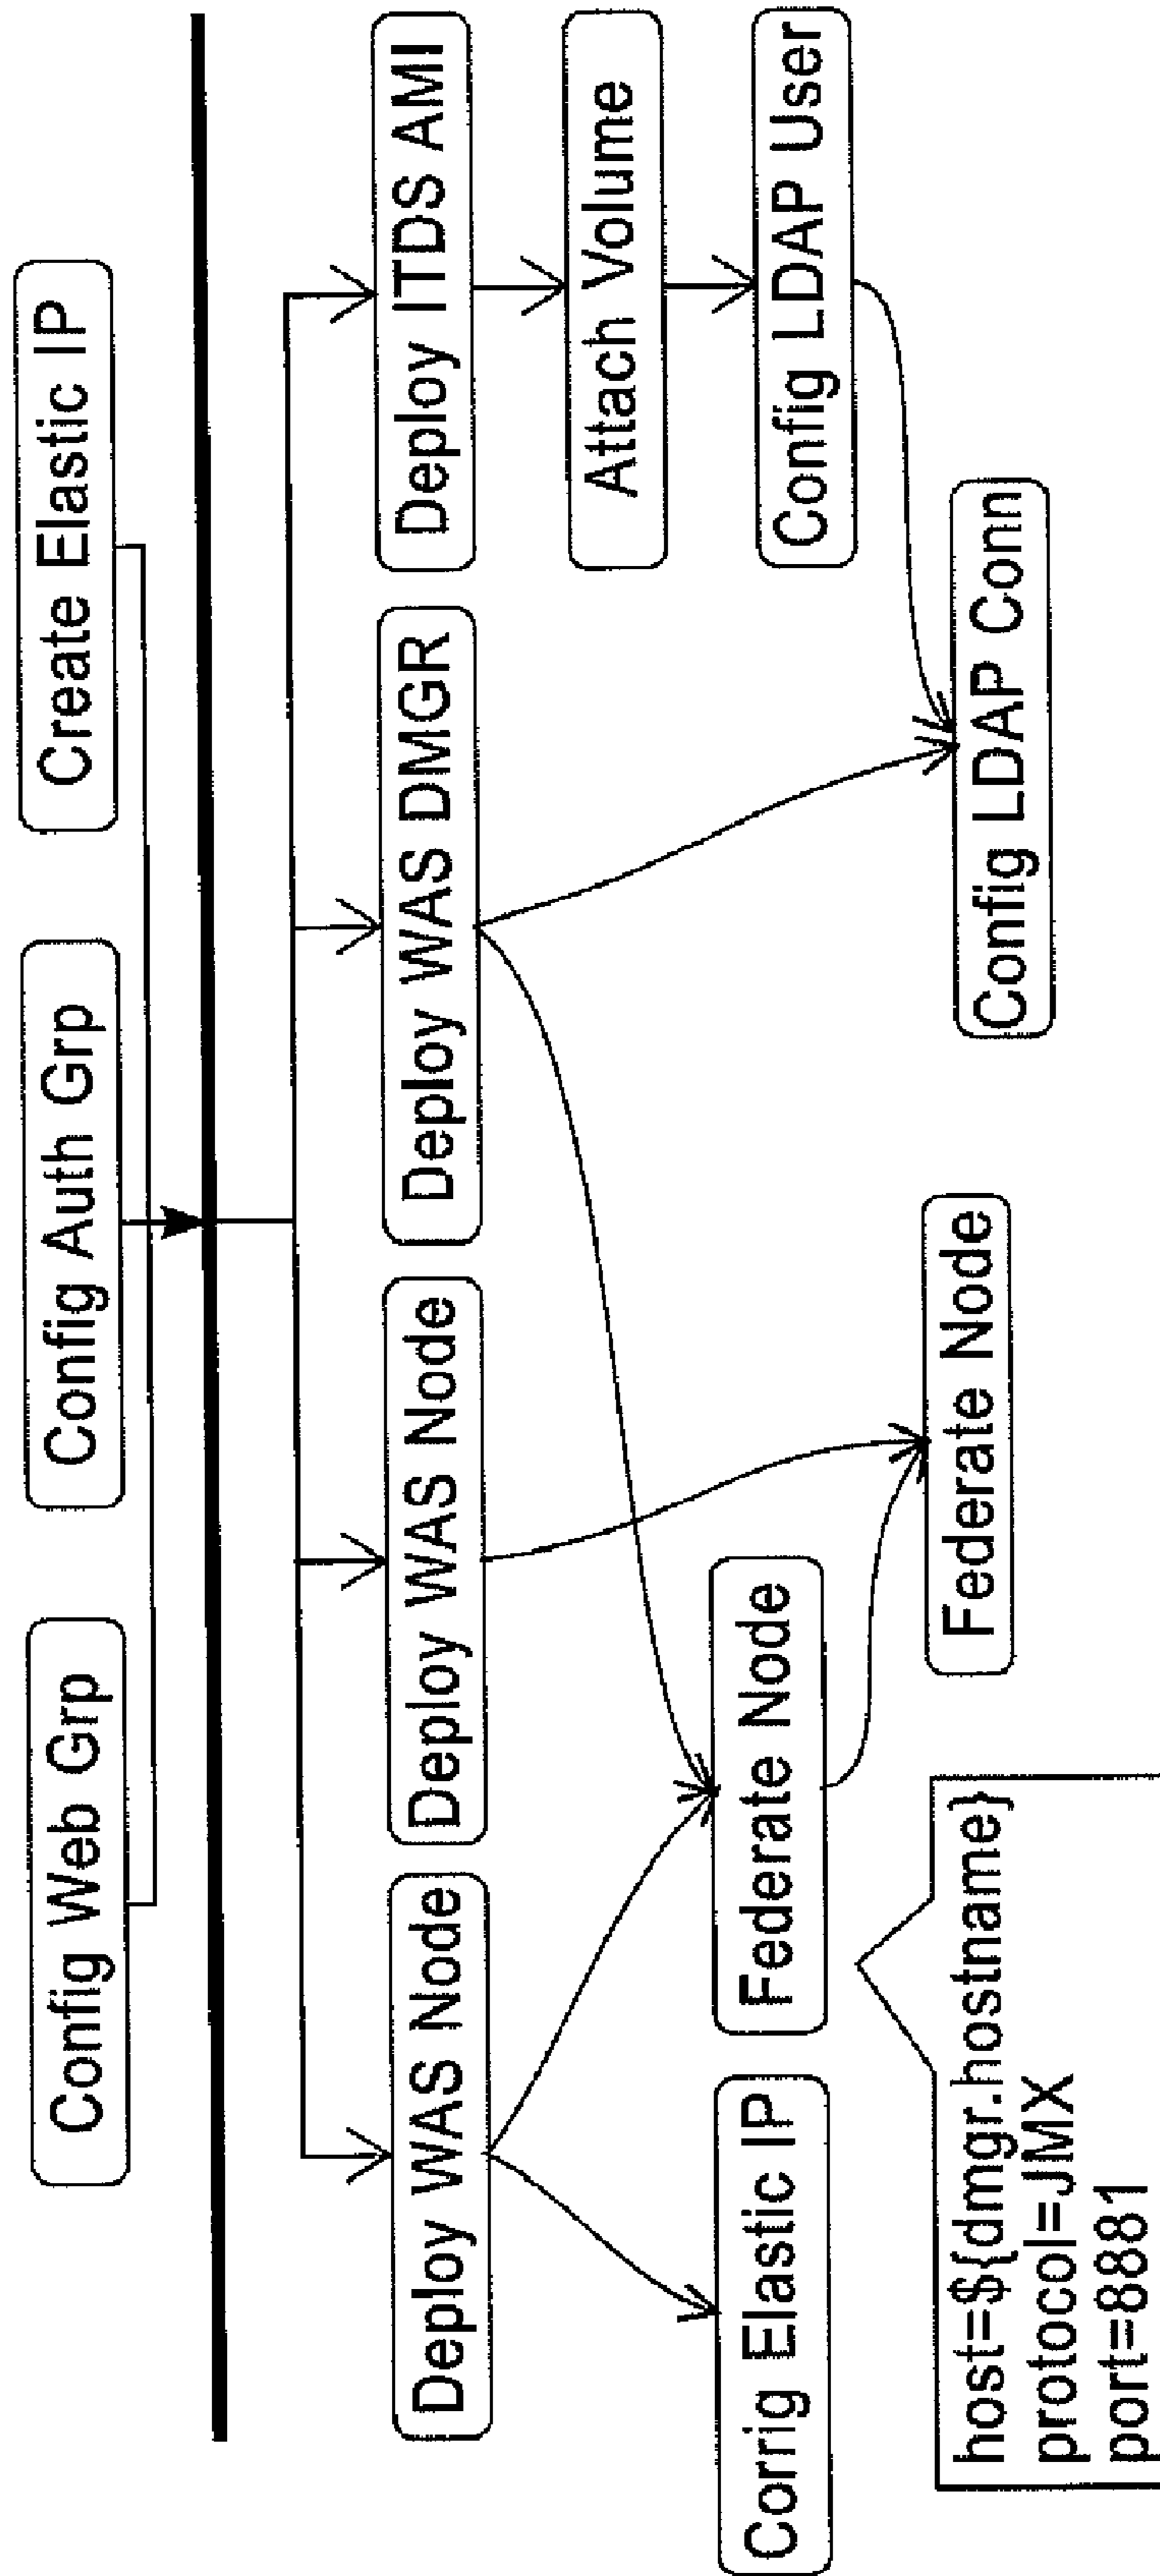 Config Web Grp
Config Auth Grp
Create Elastic IP
Deploy WAS Node
Deploy WAS Node
Deploy WAS DMGR
Deploy ITDS AMI
Attach Volume
Config LDAP User
Corrig Elastic IP
Federate Node
Federate Node
Config LDAP Conn
host=${dmgr.hostname}
protocol=JMX
port=8881